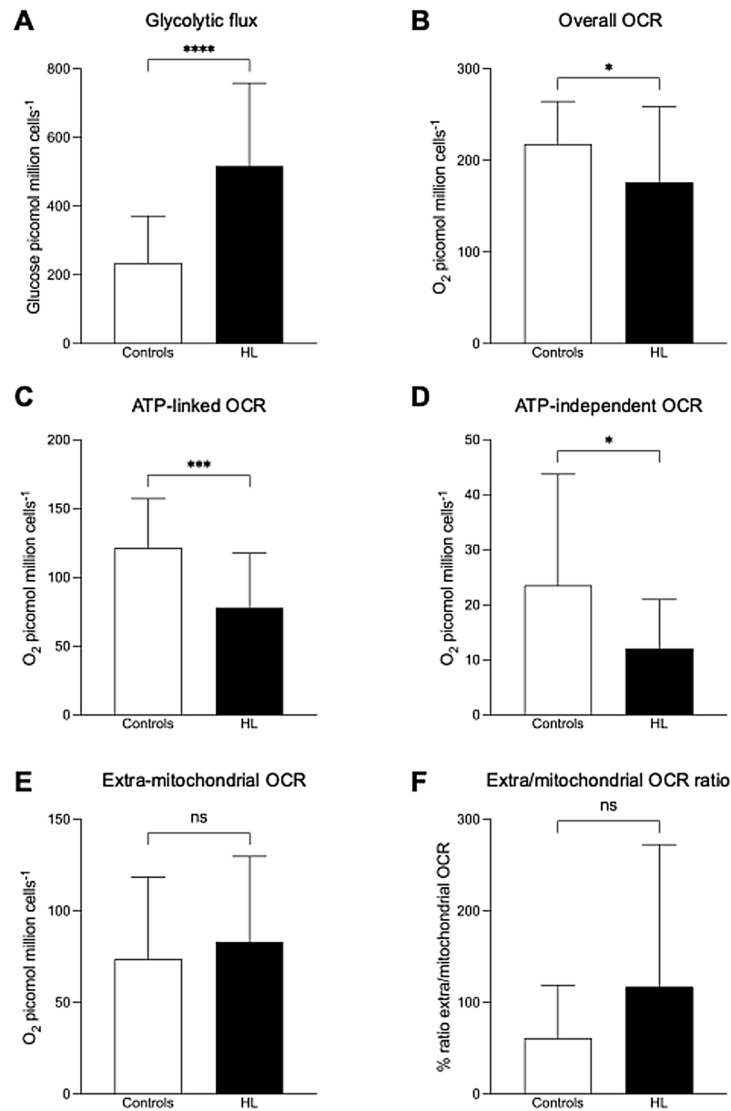 A
Glycolytic flux
****
Glucose picomol million cells-1
800
600
400
200
0
Controls
HL
B
Overall OCR
*
O2 picomol million cells-1
300
200
100
0
Controls
HL
C
ATP-linked OCR
***
O2 picomol million cells-1
200
150
100
50
0
Controls
HL
D
ATP-independent OCR
*
O2 picomol million cells-1
50
40
30
20
10
0
Controls
HL
E
Extra-mitochondrial OCR
ns
O2 picomol million cells-1
150
100
50
0
Controls
HL
F
Extra/mitochondrial OCR ratio
ns
% ratio extra/mitochondrial OCR
300
200
100
0
Controls
HL